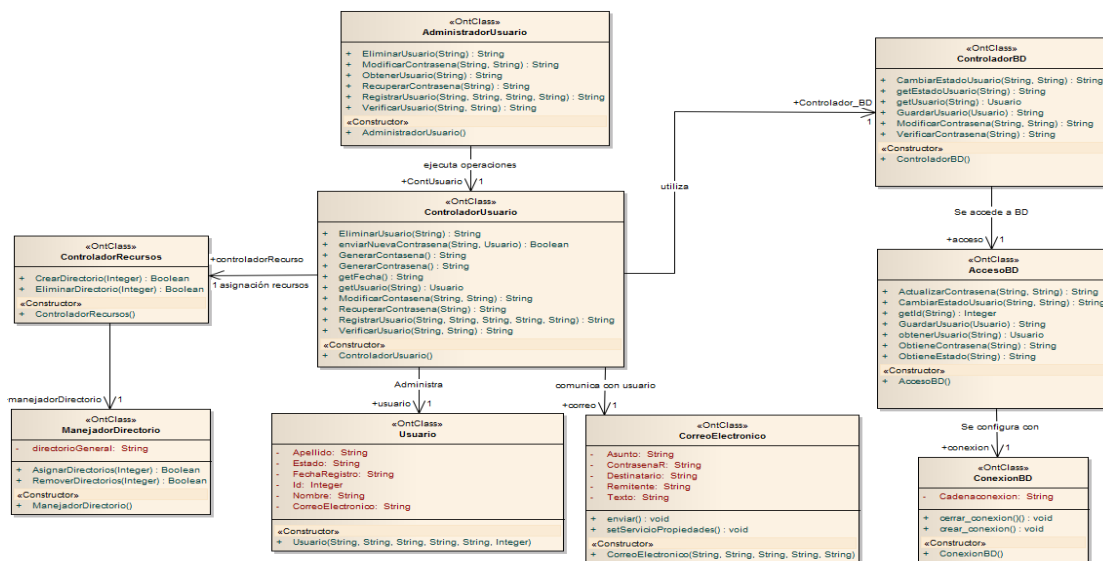 «OntClass»
AdministradorUsuario
+ EliminarUsuario(String) : String
+ ModificarContrasena(String, String) : String
+ ObtenerUsuario(String) : String
+ RecuperarContrasena(String) : String
+ RegistrarUsuario(String, String, String, String) : String
+ VerificarUsuario(String, String) : String
«Constructor»
+ AdministradorUsuario()
ejecuta operaciones
+ContUsuario 1
«OntClass»
ControladorUsuario
+ EliminarUsuario(String) : String
+ enviarNuevaContrasena(String, Usuario) : Boolean
+ GenerarContasena() : String
+ GenerarContrasena() : String
+ getFecha() : String
+ getUsuario(String) : Usuario
+ ModificarContasena(String, String) : String
+ RecuperarContrasena(String) : String
+ RegistrarUsuario(String, String, String, String, String) : String
+ VerificarUsuario(String, String) : String
«Constructor»
+ ControladorUsuario()
utiliza
+Controlador_BD
1
«OntClass»
ControladorBD
+ CambiarEstadoUsuario(String, String) : String
+ getEstadoUsuario(String) : String
+ getUsuario(String) : Usuario
+ GuardarUsuario(Usuario) : String
+ ModificarContrasena(String, String) : String
+ VerificarContrasena(String) : String
«Constructor»
+ ControladorBD()
Se accede a BD
+acceso 1
«OntClass»
AccesoBD
+ ActualizarContrasena(String, String) : String
+ CambiarEstadoUsuario(String, String) : String
+ getId(String) : Integer
+ GuardarUsuario(Usuario) : String
+ obtenerUsuario(String) : Usuario
+ ObtieneContrasena(String) : String
+ ObtieneEstado(String) : String
«Constructor»
+ AccesoBD()
Se configura con
+conexion 1
«OntClass»
ConexionBD
- Cadenaconexion: String
+ cerrar_conexion()() : void
+ crear_conexion() : void
«Constructor»
+ ConexionBD()
+controladorRecurso
1 asignación recursos
«OntClass»
ControladorRecursos
+ CrearDirectorio(Integer) : Boolean
+ EliminarDirectorio(Integer) : Boolean
«Constructor»
+ ControladorRecursos()
manejadorDirectorio 1
«OntClass»
ManejadorDirectorio
- directorioGeneral: String
+ AsignarDirectorios(Integer) : Boolean
+ RemoverDirectorios(Integer) : Boolean
«Constructor»
+ ManejadorDirectorio()
Administra
+usuario 1
«OntClass»
Usuario
- Apellido: String
- Estado: String
- FechaRegistro: String
- Id: Integer
- Nombre: String
- CorreoElectronico: String
«Constructor»
+ Usuario(String, String, String, String, String, Integer)
comunica con usuario
+correo 1
«OntClass»
CorreoElectronico
- Asunto: String
- ContrasenaR: String
- Destinatario: String
- Remitente: String
- Texto: String
+ enviar() : void
+ setServicioPropiedades() : void
«Constructor»
+ CorreoElectronico(String, String, String, String, String)